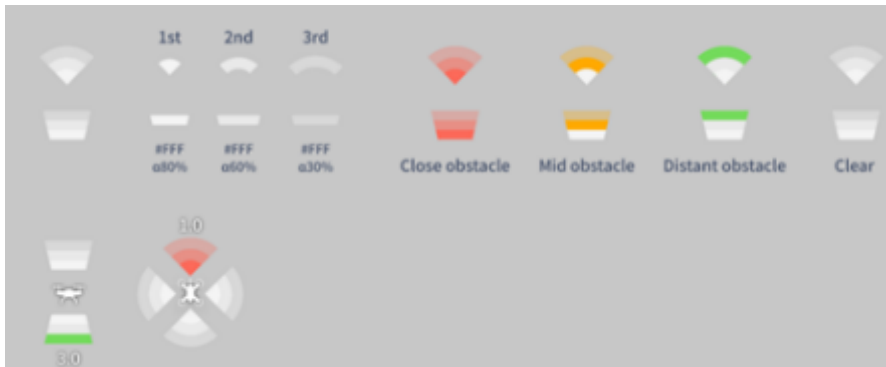 1st 2nd 3rd
#FFF #FFF #FFF
α80% α60% α30%
Close obstacle Mid obstacle Distant obstacle Clear
1.0
3.0